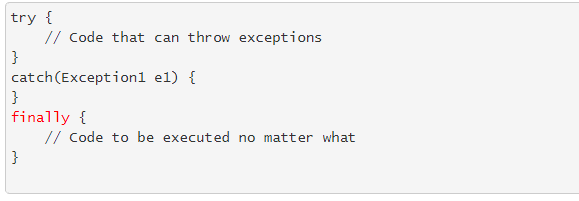 try {
    // Code that can throw exceptions
}
catch(Exception1 e1) {
}
finally {
    // Code to be executed no matter what
}